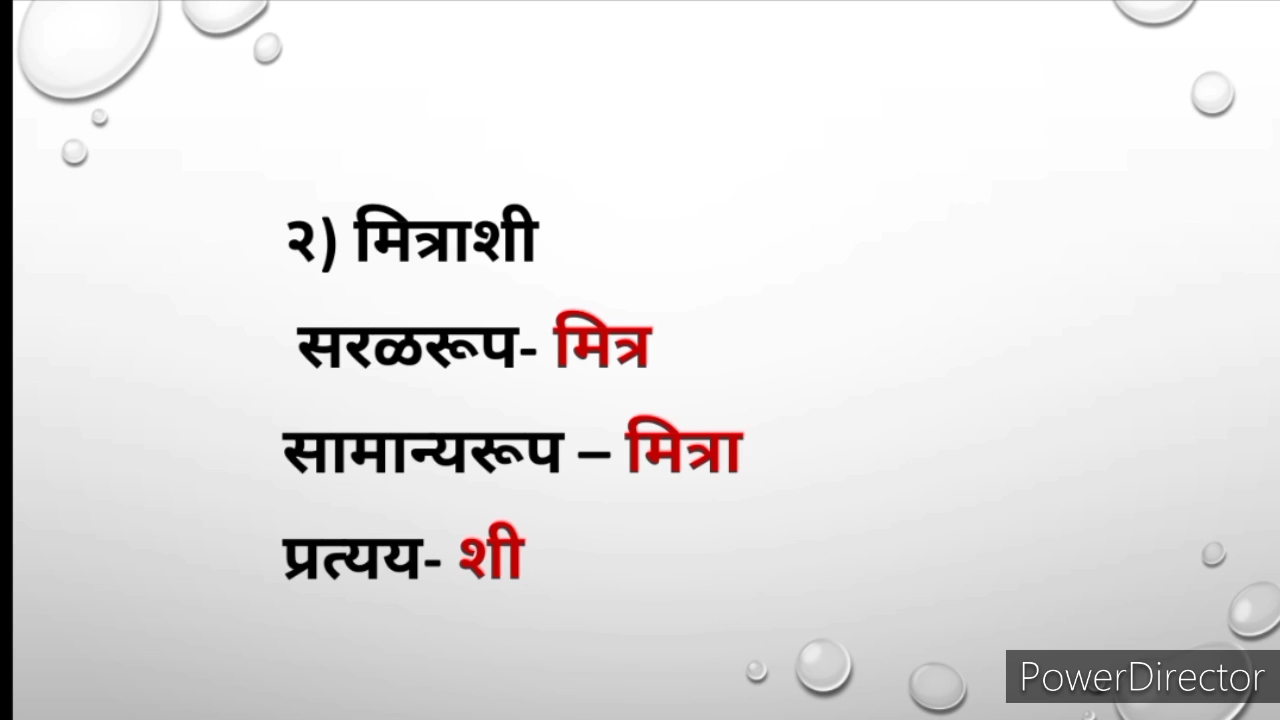 २) मित्राशी
सरळरूप- मित्र
सामान्यरूप – मित्रा
प्रत्यय- शी
PowerDirector